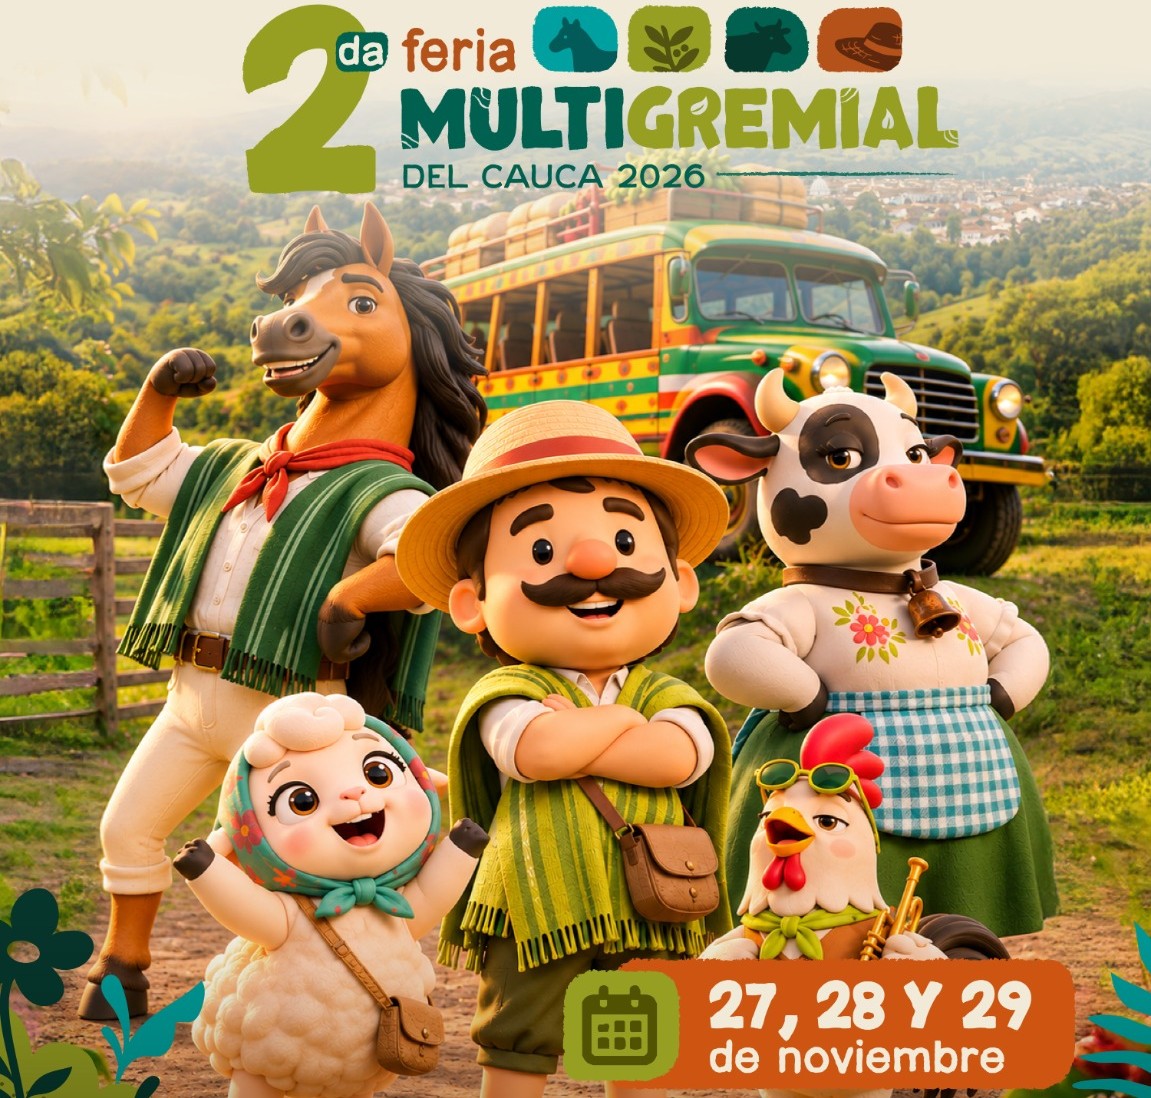 2da feria
MULTIGREMIAL
DEL CAUCA 2026
27, 28 Y 29
de noviembre